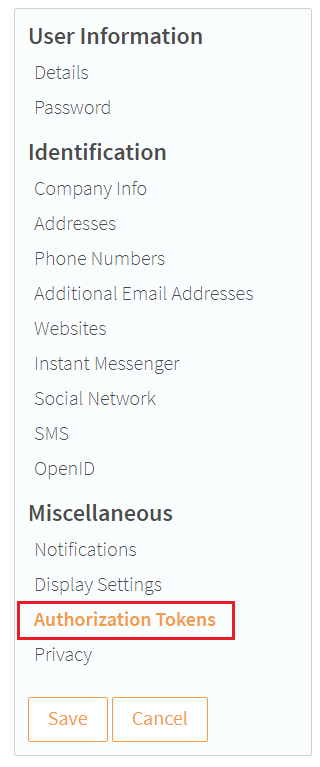 User Information
Details
Password
Identification
Company Info
Addresses
Phone Numbers
Additional Email Addresses
Websites
Instant Messenger
Social Network
SMS
OpenID
Miscellaneous
Notifications
Display Settings
Authorization Tokens
Privacy
Save Cancel